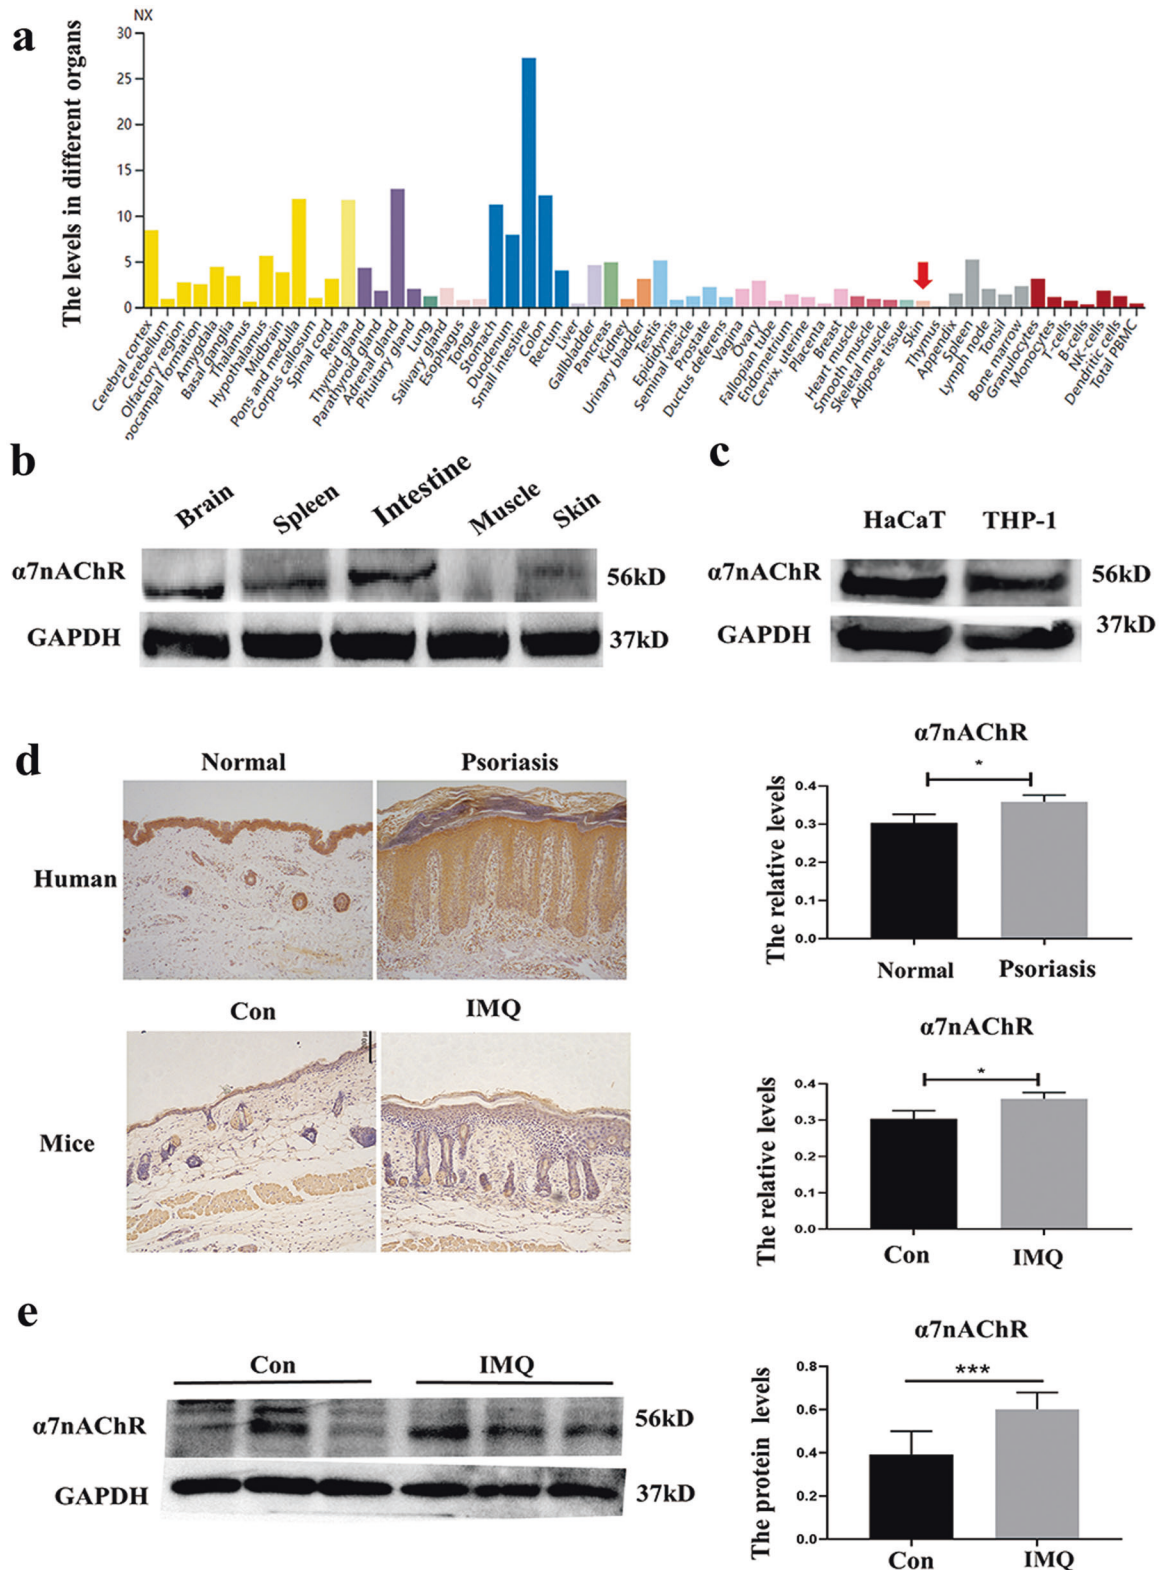 a
NX
The levels in different organs
30
25
20
15
10
5
0
Cerebral cortex
Cerebellum
Olfactory region
pocampal formation
Amygdala
Basal ganglia
Thalamus
Hypothalamus
Midbrain
Pons and medulla
Corpus callosum
Spinal cord
Retina
Thyroid gland
Parathyroid gland
Adrenal gland
Pituitary gland
Lung
Salivary gland
Esophagus
Tongue
Stomach
Duodenum
Small intestine
Colon
Rectum
Liver
Gallbladder
Pancreas
Kidney
Urinary bladder
Testis
Epididymis
Seminal vesicle
Prostate
Ductus deferens
Vagina
Ovary
Fallopian tube
Endometrium
Cervix, uterine
Placenta
Breast
Heart muscle
Smooth muscle
Skeletal muscle
Adipose tissue
Skin
Thymus
Appendix
Spleen
Lymph node
Tonsil
Bone marrow
Granulocytes
Monocytes
T-cells
B-cells
NK-cells
Dendritic cells
Total PBMC
b
Brain
Spleen
Intestine
Muscle
Skin
α7nAChR
56kD
GAPDH
37kD
c
HaCaT THP-1
α7nAChR
56kD
GAPDH
37kD
d
Normal Psoriasis
Human
Con IMQ
Mice
α7nAChR
*
The relative levels
0.4
0.3
0.2
0.1
0.0
Normal Psoriasis
α7nAChR
*
The relative levels
0.4
0.3
0.2
0.1
0.0
Con IMQ
e
Con IMQ
α7nAChR
56kD
GAPDH
37kD
α7nAChR
***
The protein levels
0.8
0.6
0.4
0.2
0.0
Con IMQ